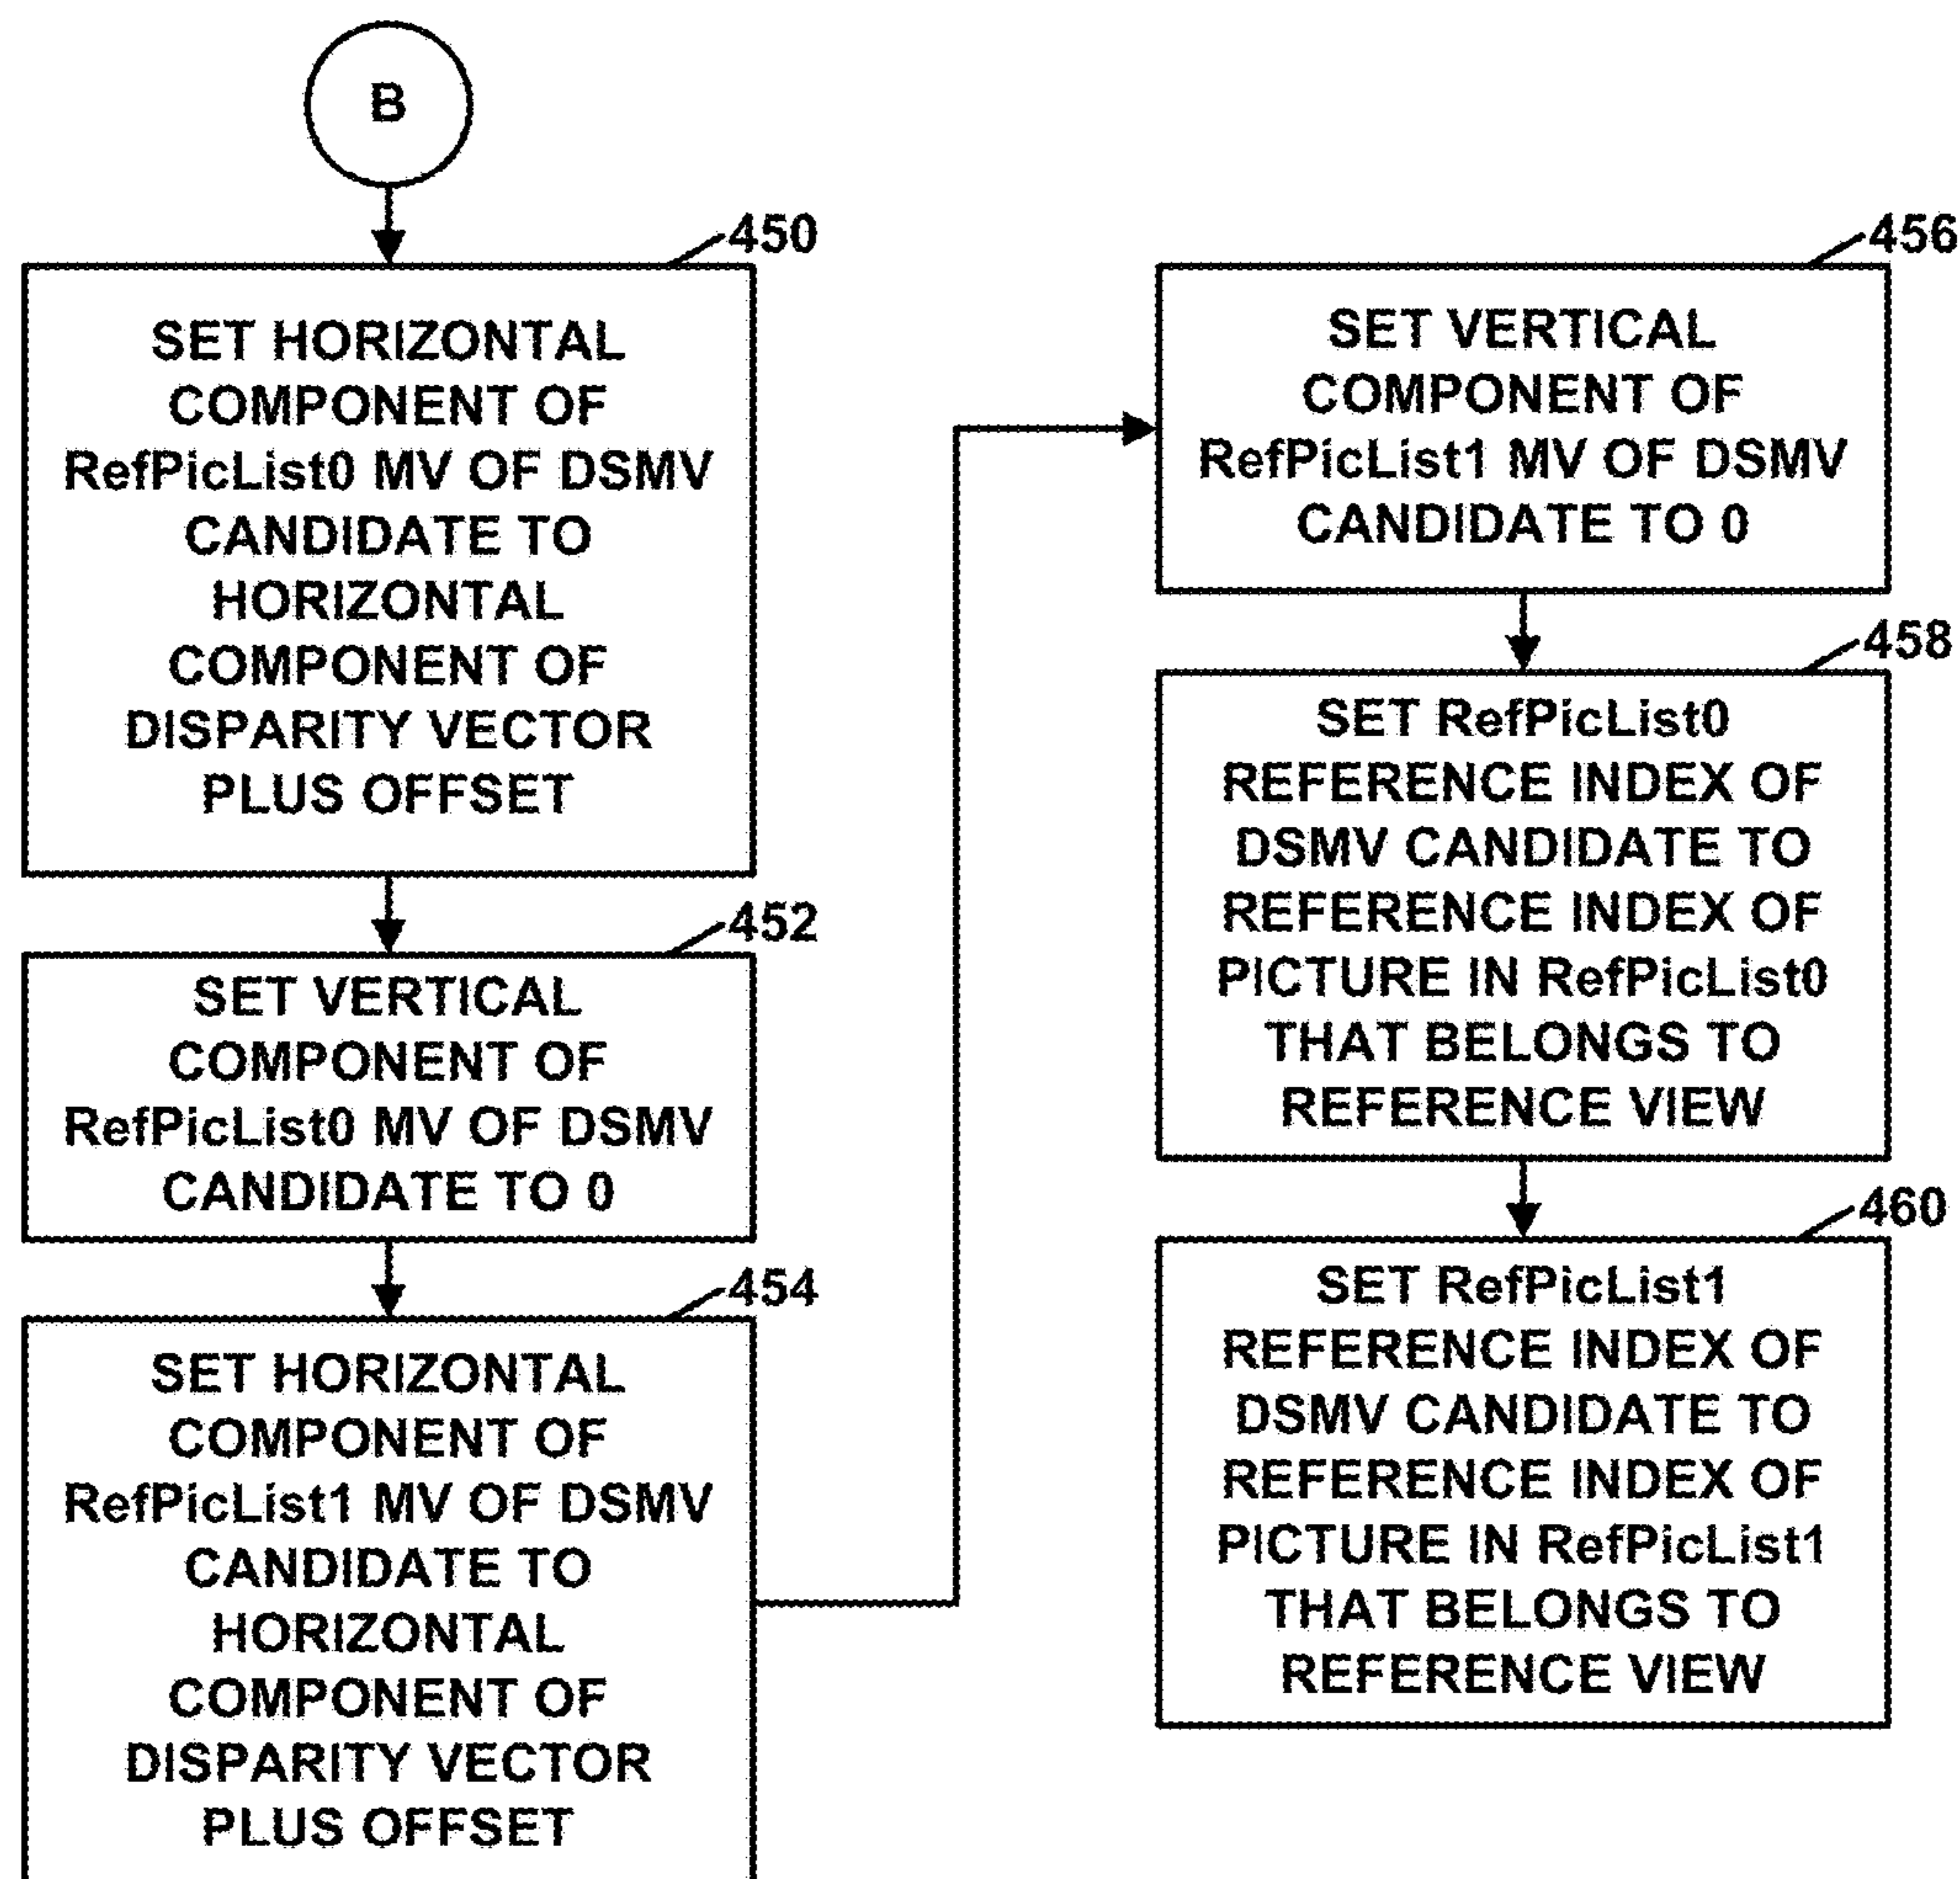 B
450
SET HORIZONTAL
COMPONENT OF
RefPicList0 MV OF DSMV
CANDIDATE TO
HORIZONTAL
COMPONENT OF
DISPARITY VECTOR
PLUS OFFSET
452
SET VERTICAL
COMPONENT OF
RefPicList0 MV OF DSMV
CANDIDATE TO 0
454
SET HORIZONTAL
COMPONENT OF
RefPicList1 MV OF DSMV
CANDIDATE TO
HORIZONTAL
COMPONENT OF
DISPARITY VECTOR
PLUS OFFSET
456
SET VERTICAL
COMPONENT OF
RefPicList1 MV OF DSMV
CANDIDATE TO 0
458
SET RefPicList0
REFERENCE INDEX OF
DSMV CANDIDATE TO
REFERENCE INDEX OF
PICTURE IN RefPicList0
THAT BELONGS TO
REFERENCE VIEW
460
SET RefPicList1
REFERENCE INDEX OF
DSMV CANDIDATE TO
REFERENCE INDEX OF
PICTURE IN RefPicList1
THAT BELONGS TO
REFERENCE VIEW